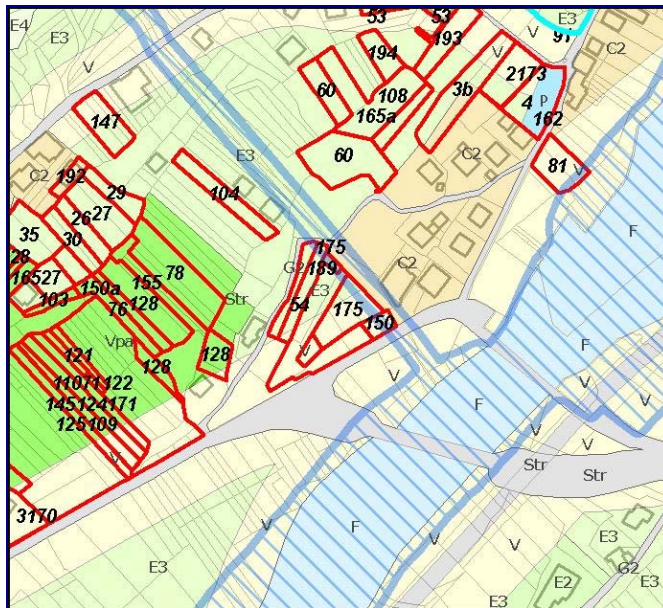 53
53
E3
E4
E3
193
91
C2
V
194
V
2173
147
60
108
3b
165a
4
P
162
E3
C2
81
V
60
C2
192
29
104
26
27
35
30
F
28
175
16527
150a
155
78
G2
189
C2
103
76
128
Str
54
E3
175
Vpa
150
121
128
128
V
F
11071
122
V
V
145124171
125109
V
V
V
Str
Str
3170
V
F
V
E3
E3
V
G2
E3
E2
E3
E3